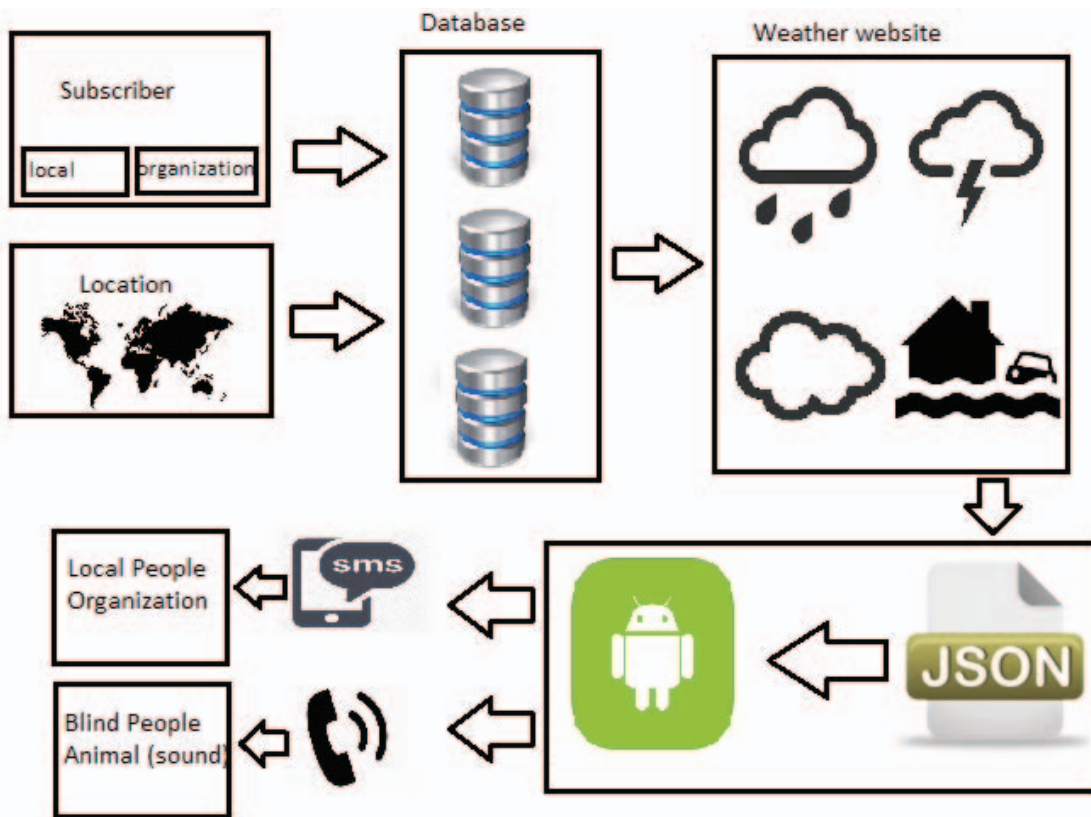 Database
Weather website
Subscriber
local
organization
Location
Local People
Organization
sms
JSON
Blind People
Animal (sound)